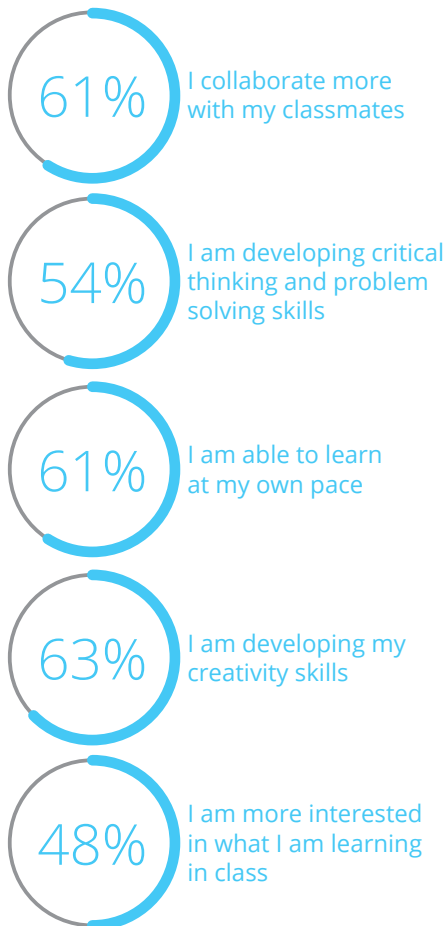 61%
I collaborate more
with my classmates
54%
I am developing critical
thinking and problem
solving skills
61%
I am able to learn
at my own pace
63%
I am developing my
creativity skills
48%
I am more interested
in what I am learning
in class